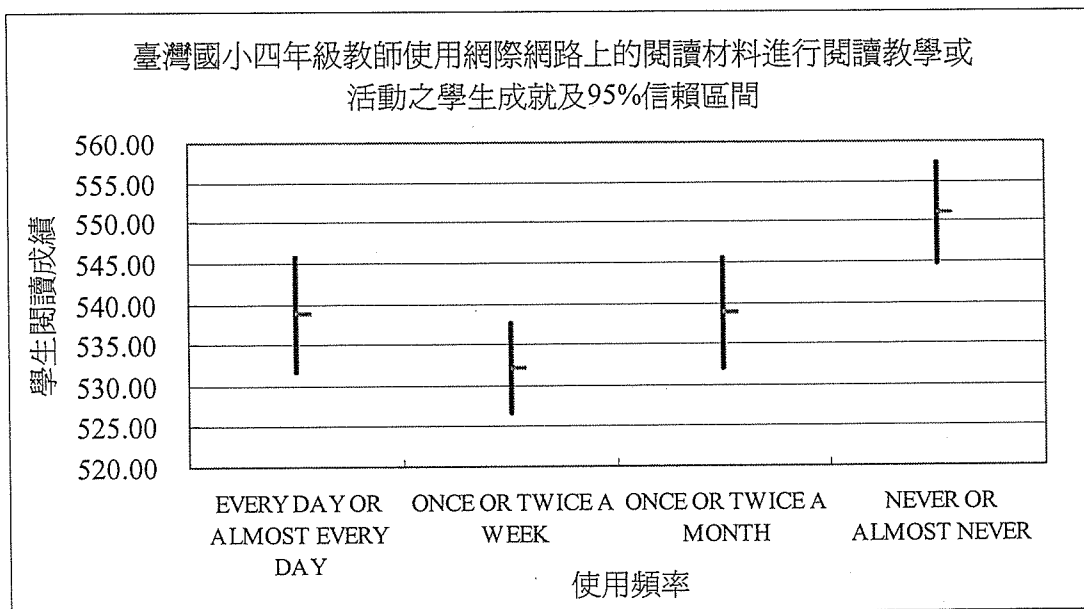 臺灣國小四年級教師使用網際網路上的閱讀材料進行閱讀教學或
活動之學生成就及95%信賴區間
學生閱讀成績
560.00
555.00
550.00
545.00
540.00
535.00
530.00
525.00
520.00
EVERY DAY OR
ALMOST EVERY
DAY
ONCE OR TWICE A
WEEK
ONCE OR TWICE A
MONTH
NEVER OR
ALMOST NEVER
使用頻率